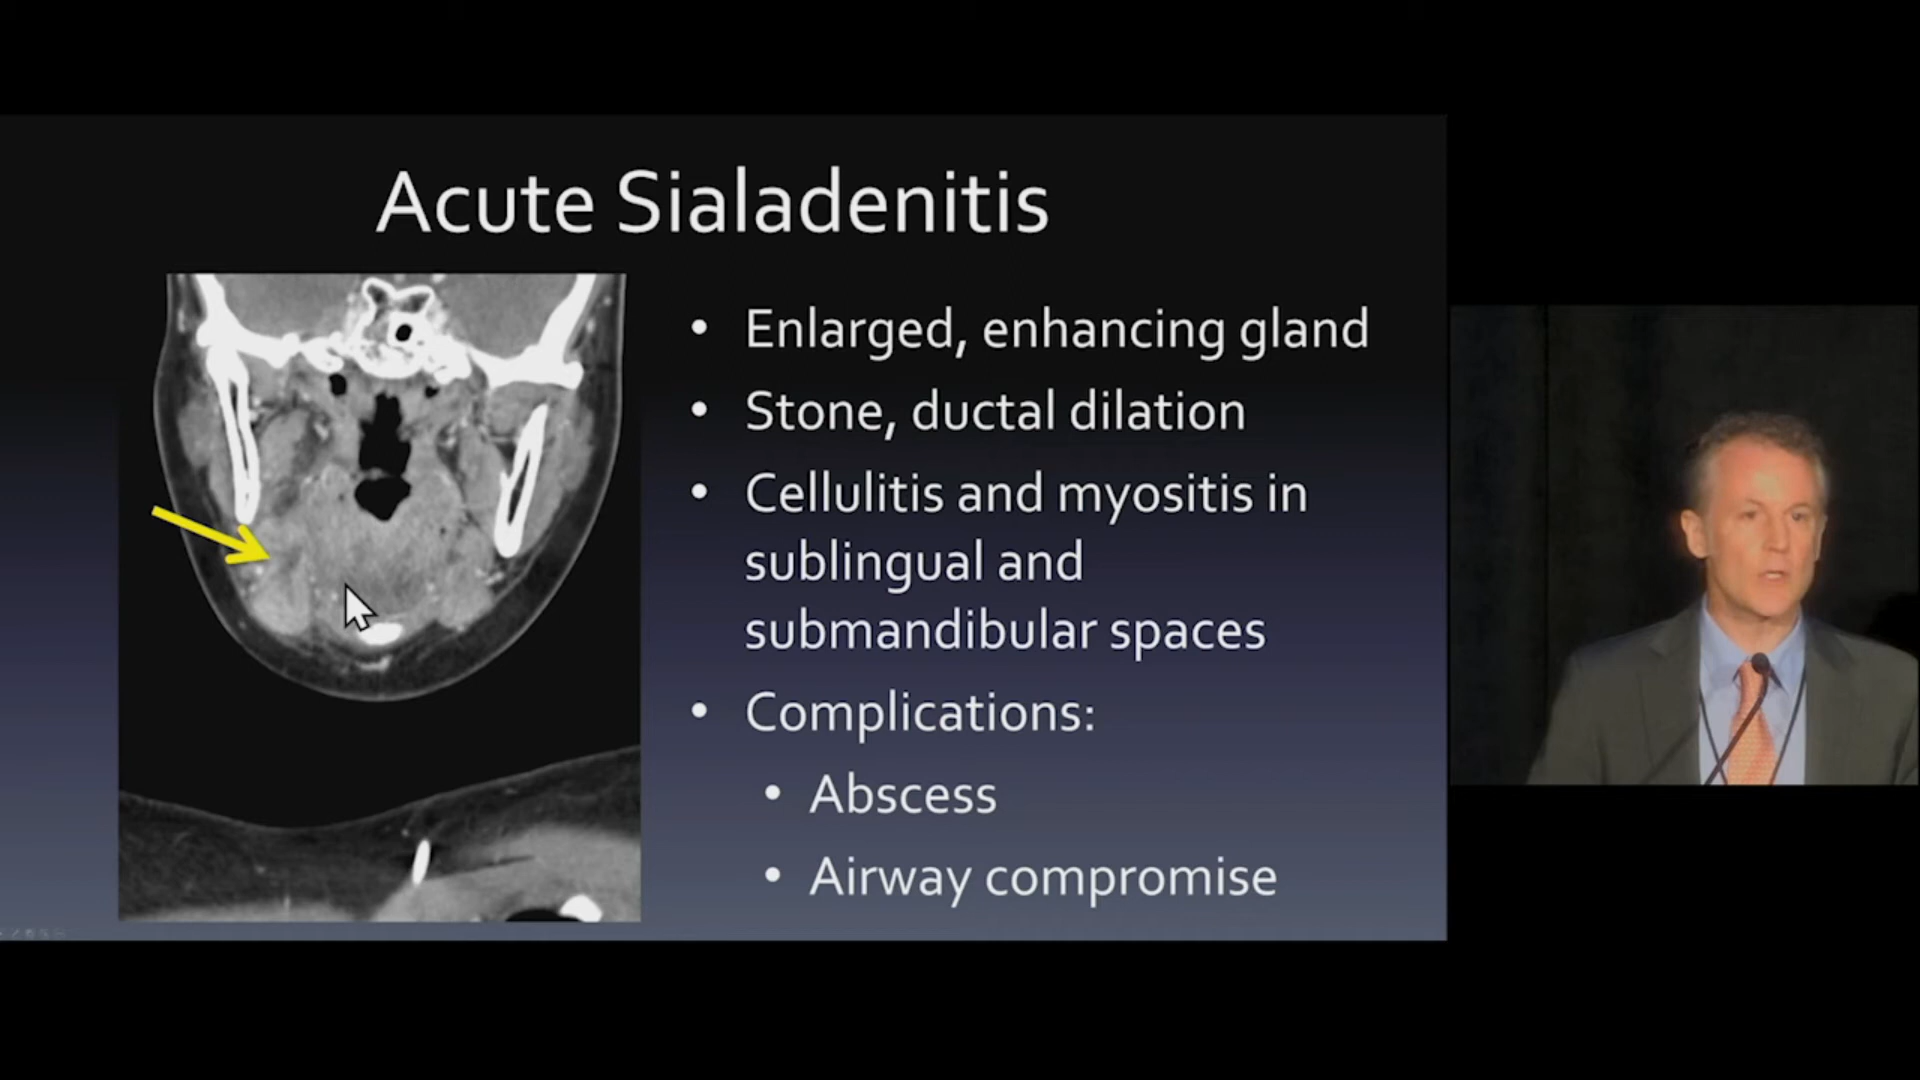 Acute Sialadenitis
• Enlarged, enhancing gland
• Stone, ductal dilation
• Cellulitis and myositis in
sublingual and
submandibular spaces
• Complications:
• Abscess
• Airway compromise